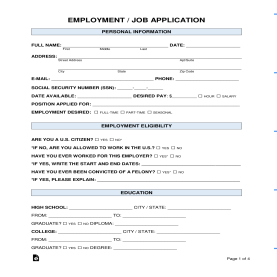 EMPLOYMENT / JOB APPLICATION
PERSONAL INFORMATION
FULL NAME: DATE:
First Middle Last
ADDRESS:
Street Address Apt/Suite
City State Zip Code
E-MAIL: PHONE:
SOCIAL SECURITY NUMBER (SSN): - -
DATE AVAILABLE: DESIRED PAY: $ ☐ HOUR ☐ SALARY
POSITION APPLIED FOR:
EMPLOYMENT DESIRED: ☐ FULL-TIME ☐ PART-TIME ☐ SEASONAL
EMPLOYMENT ELIGIBILITY
ARE YOU A U.S. CITIZEN? ☐ YES ☐ NO*
*IF NO, ARE YOU ALLOWED TO WORK IN THE U.S.? ☐ YES ☐ NO
HAVE YOU EVER WORKED FOR THIS EMPLOYER? ☐ YES* ☐ NO
*IF YES, WRITE THE START AND END DATES:
HAVE YOU EVER BEEN CONVICTED OF A FELONY? ☐ YES* ☐ NO
*IF YES, PLEASE EXPLAIN:
EDUCATION
HIGH SCHOOL: CITY / STATE:
FROM: TO:
GRADUATE? ☐ YES ☐ NO DIPLOMA:
COLLEGE: CITY / STATE:
FROM: TO:
GRADUATE? ☐ YES ☐ NO DEGREE:
Page 1 of 4